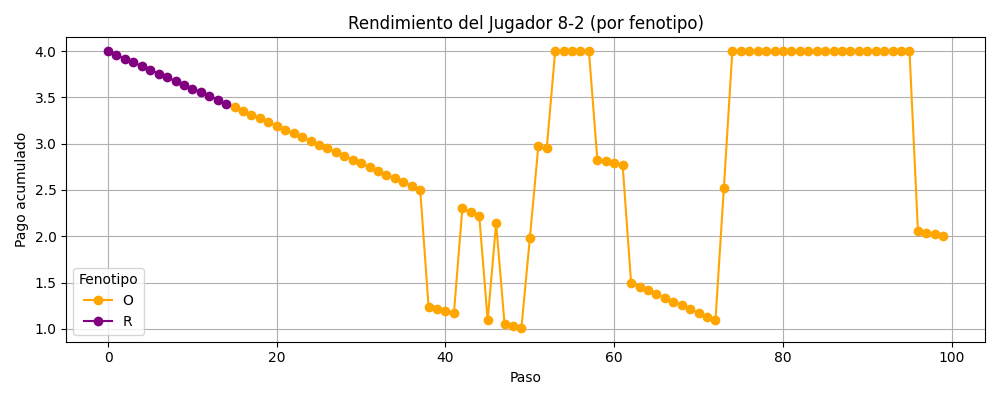 Rendimiento del Jugador 8-2 (por fenotipo)
Pago acumulado
4.0
3.5
3.0
2.5
2.0
1.5
1.0
Fenotipo
O
R
0
20
40
60
80
100
Paso